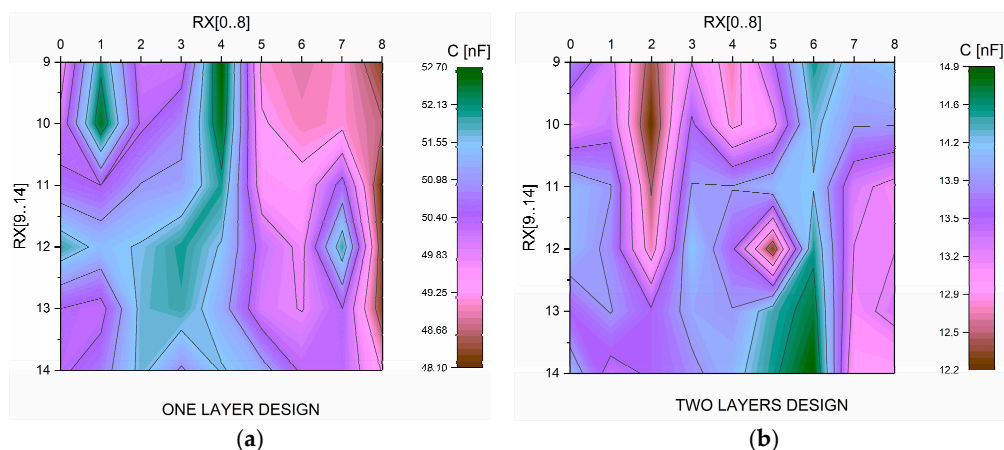 RX[0..8]
0 1 2 3 4 5 6 7 8
C [nF]
9
10
11
12
13
14
RX[9..14]
52.70
52.13
51.55
50.98
50.40
49.83
49.25
48.68
48.10
ONE LAYER DESIGN
(a)
RX[0..8]
0 1 2 3 4 5 6 7 8
C [nF]
9
10
11
12
13
14
RX[9..14]
14.9
14.6
14.2
13.9
13.5
13.2
12.9
12.5
12.2
TWO LAYERS DESIGN
(b)